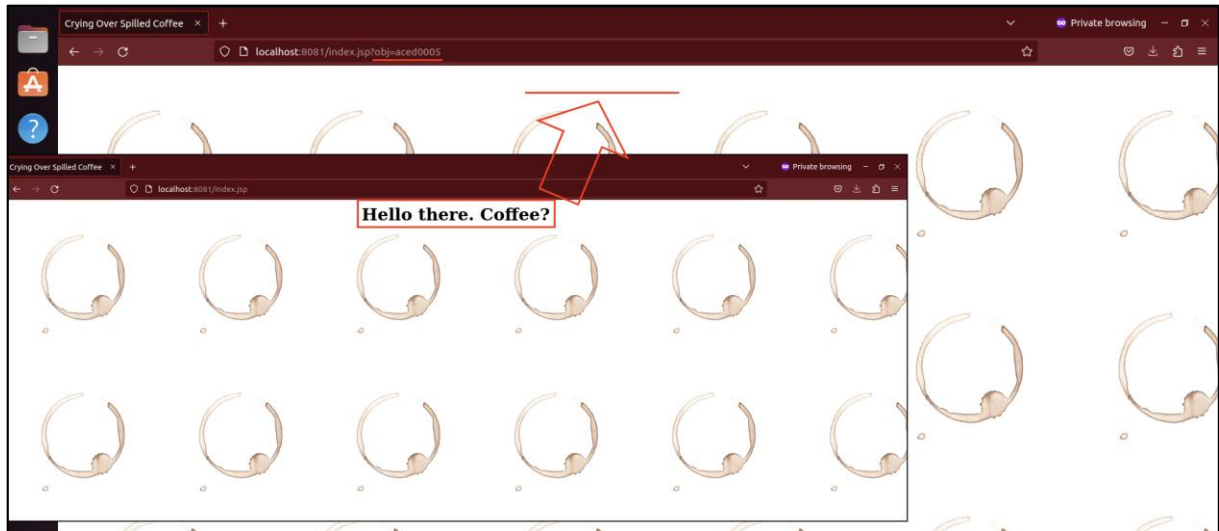 Crying Over Spilled Coffee × +
Private browsing
localhost:8081/index.jsp?obj=aced0005
Crying Over Spilled Coffee × +
Private browsing
localhost:8081/index.jsp
Hello there. Coffee?